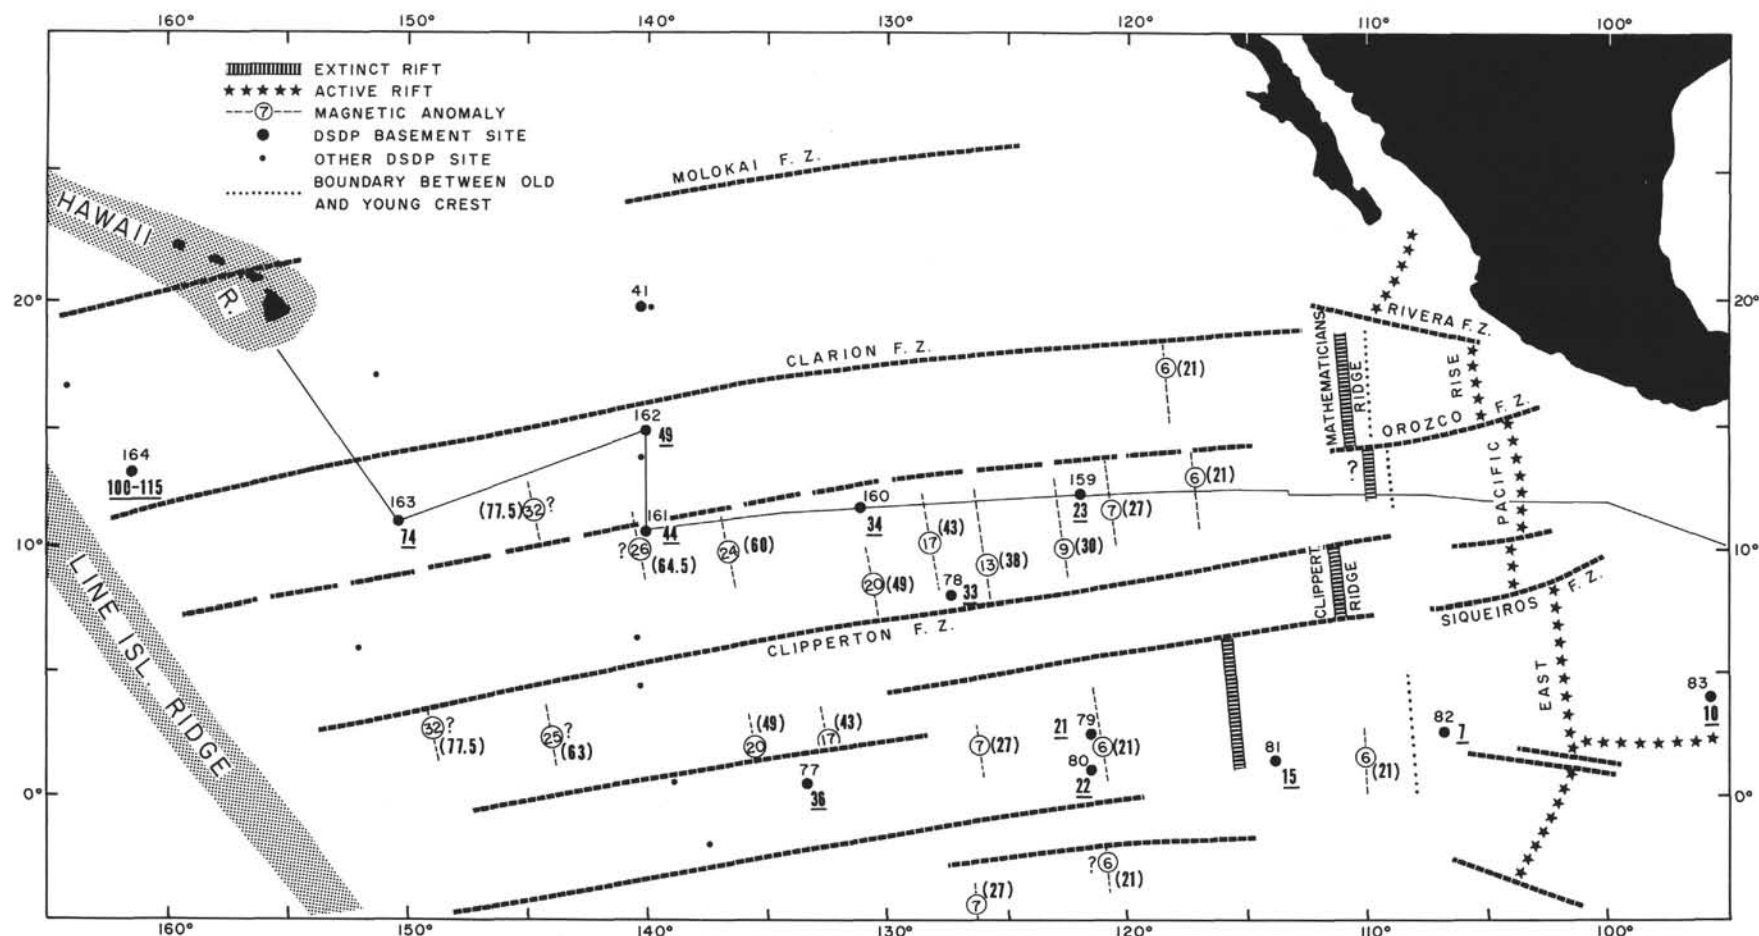 160° 150° 140° 130° 120° 110° 100°
EXTINCT RIFT
ACTIVE RIFT
7 MAGNETIC ANOMALY
DSDP BASEMENT SITE
OTHER DSDP SITE
BOUNDARY BETWEEN OLD
AND YOUNG CREST
MOLOKAI F. Z.
HAWAII
R.
20°
41
20°
RIVERA F. Z.
CLARION F. Z.
6 (21)
MATHEMATICIANS
RIDGE
RISE
162
49
OROZCO F. Z.
164
100-115
163
74
(77.5) 32 ?
161
44
? 26
(64.5)
24 (60)
160
34
17 (43)
20 (49)
78
33
13 (38)
159
23
9 (30)
7 (27)
6 (21)
?
PACIFIC
10°
10°
CLIPPERT.
RIDGE
SIQUEIROS F. Z.
LINE ISL. RIDGE
CLIPPERTON F. Z.
EAST
32 ?
(77.5)
25 ?
(63)
(49)
20
(43)
17
7 (27)
21
79
6 (21)
80
22
81
15
6
(21)
82
7
83
10
77
36
0°
0°
? 6
(21)
(27)
7
160° 150° 140° 130° 120° 110° 100°